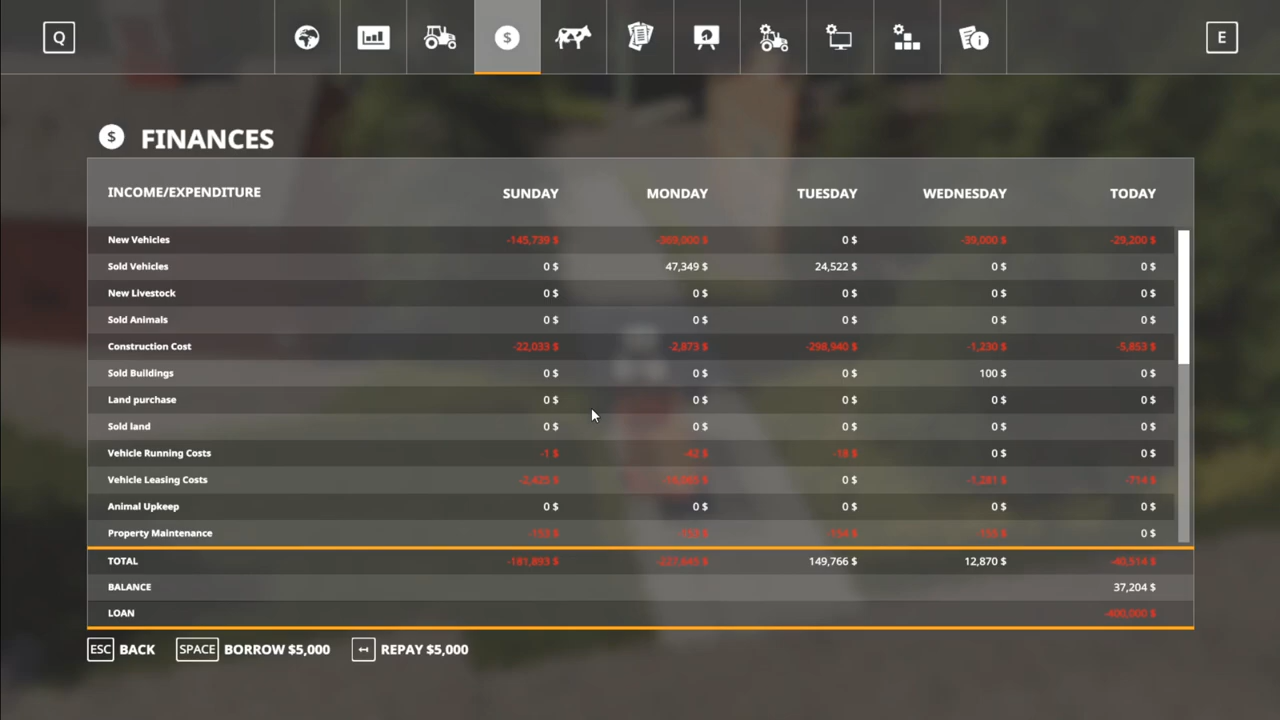 Q E
FINANCES
INCOME/EXPENDITURE SUNDAY MONDAY TUESDAY WEDNESDAY TODAY
New Vehicles -145,739 $ -369,000 $ 0 $ -39,000 $ -29,200 $
Sold Vehicles 0 $ 47,349 $ 24,522 $ 0 $ 0 $
New Livestock 0 $ 0 $ 0 $ 0 $ 0 $
Sold Animals 0 $ 0 $ 0 $ 0 $ 0 $
Construction Cost -22,033 $ -2,873 $ -298,940 $ -1,230 $ -5,853 $
Sold Buildings 0 $ 0 $ 0 $ 100 $ 0 $
Land purchase 0 $ 0 $ 0 $ 0 $ 0 $
Sold land 0 $ 0 $ 0 $ 0 $ 0 $
Vehicle Running Costs -1 $ -42 $ -18 $ 0 $ 0 $
Vehicle Leasing Costs -2,425 $ 0 $ -1,281 $ -714 $
Animal Upkeep 0 $ 0 $ 0 $ 0 $ 0 $
Property Maintenance 0 $
TOTAL -181,893 $ 149,766 $ 12,870 $ -40,514 $
BALANCE 37,204 $
LOAN -400,000 $
ESC BACK SPACE BORROW $5,000 ↔ REPAY $5,000